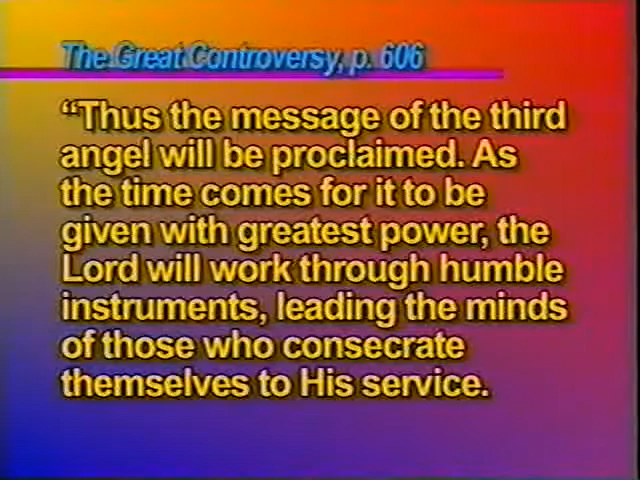 The Great Controversy, p. 606
“Thus the message of the third
angel will be proclaimed. As
the time comes for it to be
given with greatest power, the
Lord will work through humble
instruments, leading the minds
of those who consecrate
themselves to His service.